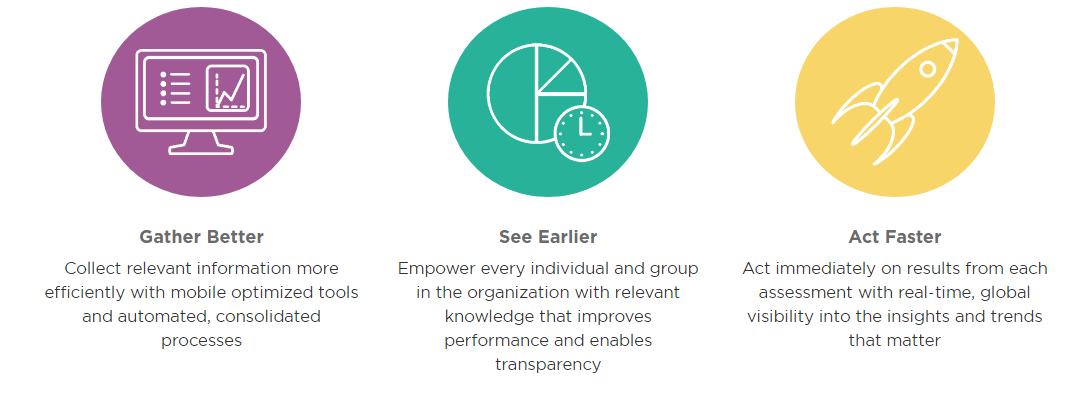 Gather Better
Collect relevant information more
efficiently with mobile optimized tools
and automated, consolidated
processes
See Earlier
Empower every individual and group
in the organization with relevant
knowledge that improves
performance and enables
transparency
Act Faster
Act immediately on results from each
assessment with real-time, global
visibility into the insights and trends
that matter